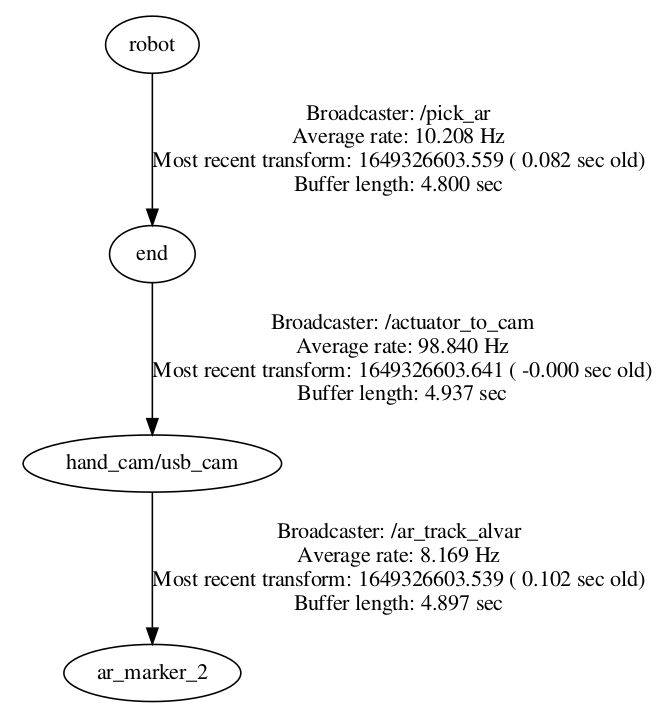 robot
Broadcaster: /pick_ar
Average rate: 10.208 Hz
Most recent transform: 1649326603.559 ( 0.082 sec old)
Buffer length: 4.800 sec
end
Broadcaster: /actuator_to_cam
Average rate: 98.840 Hz
Most recent transform: 1649326603.641 ( -0.000 sec old)
Buffer length: 4.937 sec
hand_cam/usb_cam
Broadcaster: /ar_track_alvar
Average rate: 8.169 Hz
Most recent transform: 1649326603.539 ( 0.102 sec old)
Buffer length: 4.897 sec
ar_marker_2